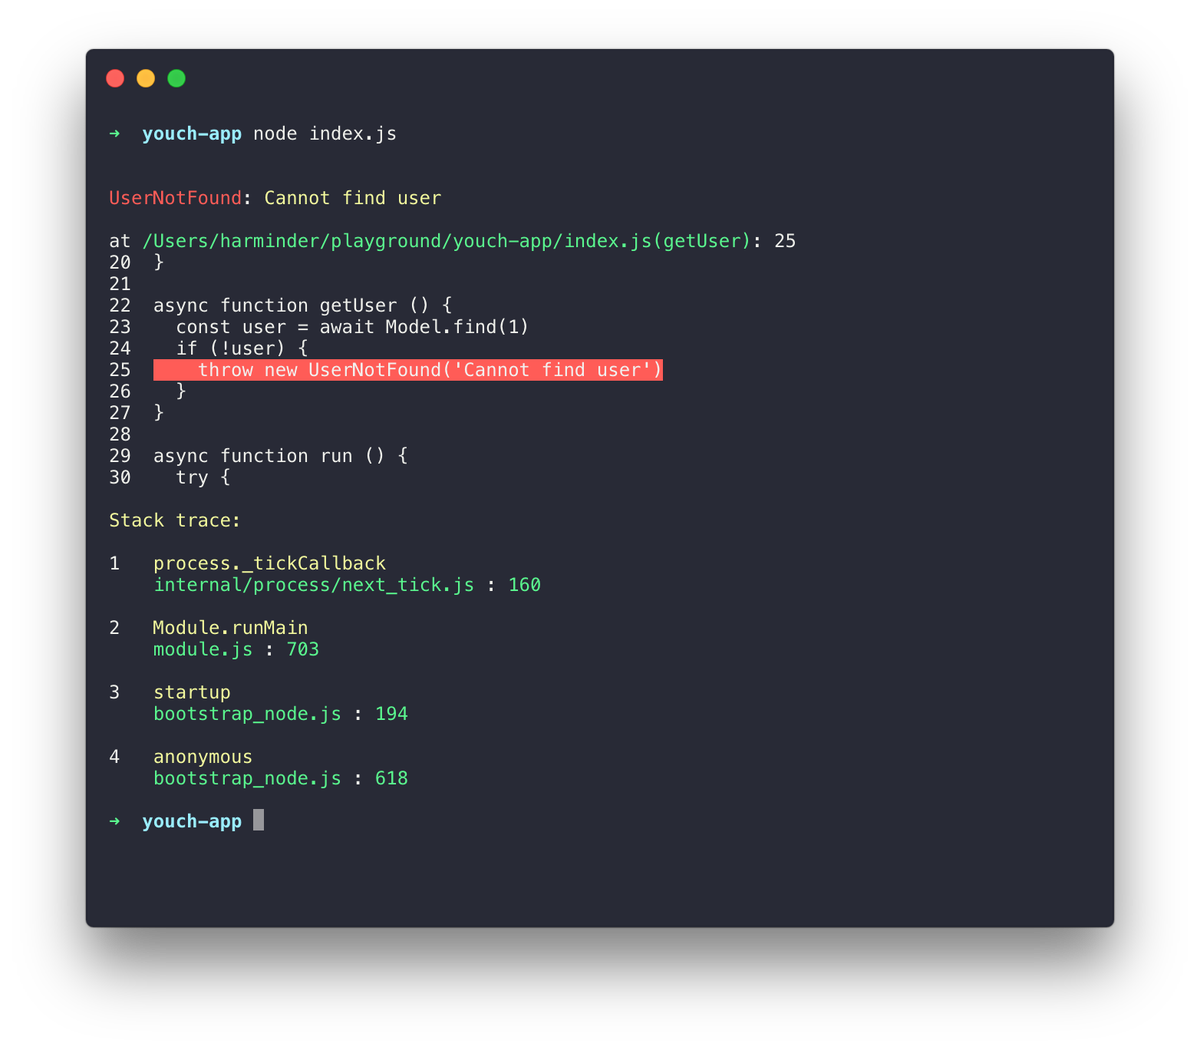 ➜  youch-app node index.js
UserNotFound: Cannot find user
at /Users/harminder/playground/youch-app/index.js(getUser): 25
20  }
21
22  async function getUser () {
23    const user = await Model.find(1)
24    if (!user) {
25      throw new UserNotFound('Cannot find user')
26    }
27  }
28
29  async function run () {
30    try {
Stack trace:
1   process._tickCallback
    internal/process/next_tick.js : 160
2   Module.runMain
    module.js : 703
3   startup
    bootstrap_node.js : 194
4   anonymous
    bootstrap_node.js : 618
➜  youch-app